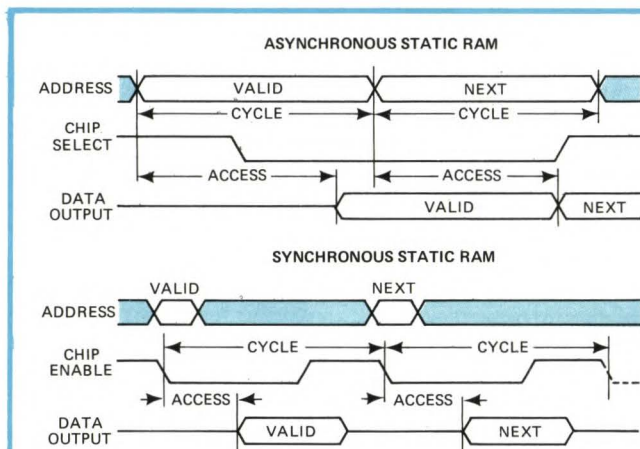 ASYNCHRONOUS STATIC RAM
ADDRESS VALID NEXT
CYCLE CYCLE
CHIP
SELECT
ACCESS ACCESS
DATA
OUTPUT VALID NEXT
SYNCHRONOUS STATIC RAM
VALID NEXT
ADDRESS
CYCLE CYCLE
CHIP
ENABLE
ACCESS ACCESS
DATA
OUTPUT VALID NEXT